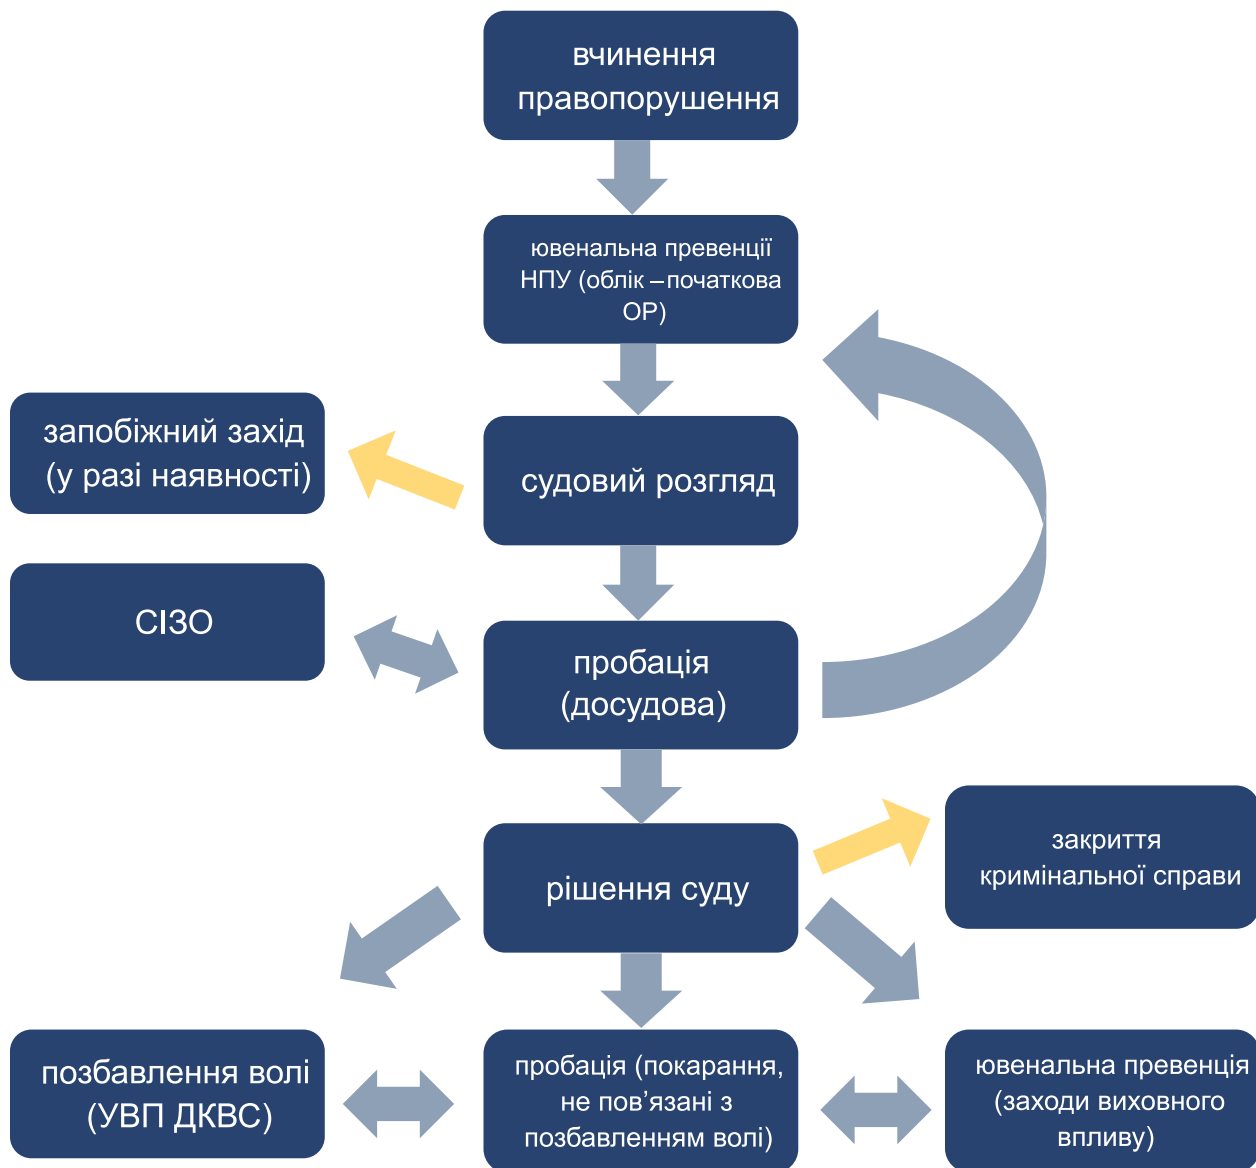 вчинення
правопорушення
ювенальна превенції
НПУ (облік – початкова
ОР)
запобіжний захід
(у разі наявності)
судовий розгляд
СІЗО
пробація
(досудова)
закриття
кримінальної справи
рішення суду
позбавлення волі
(УВП ДКВС)
пробація (покарання,
не пов’язані з
позбавленням волі)
ювенальна превенція
(заходи виховного
впливу)